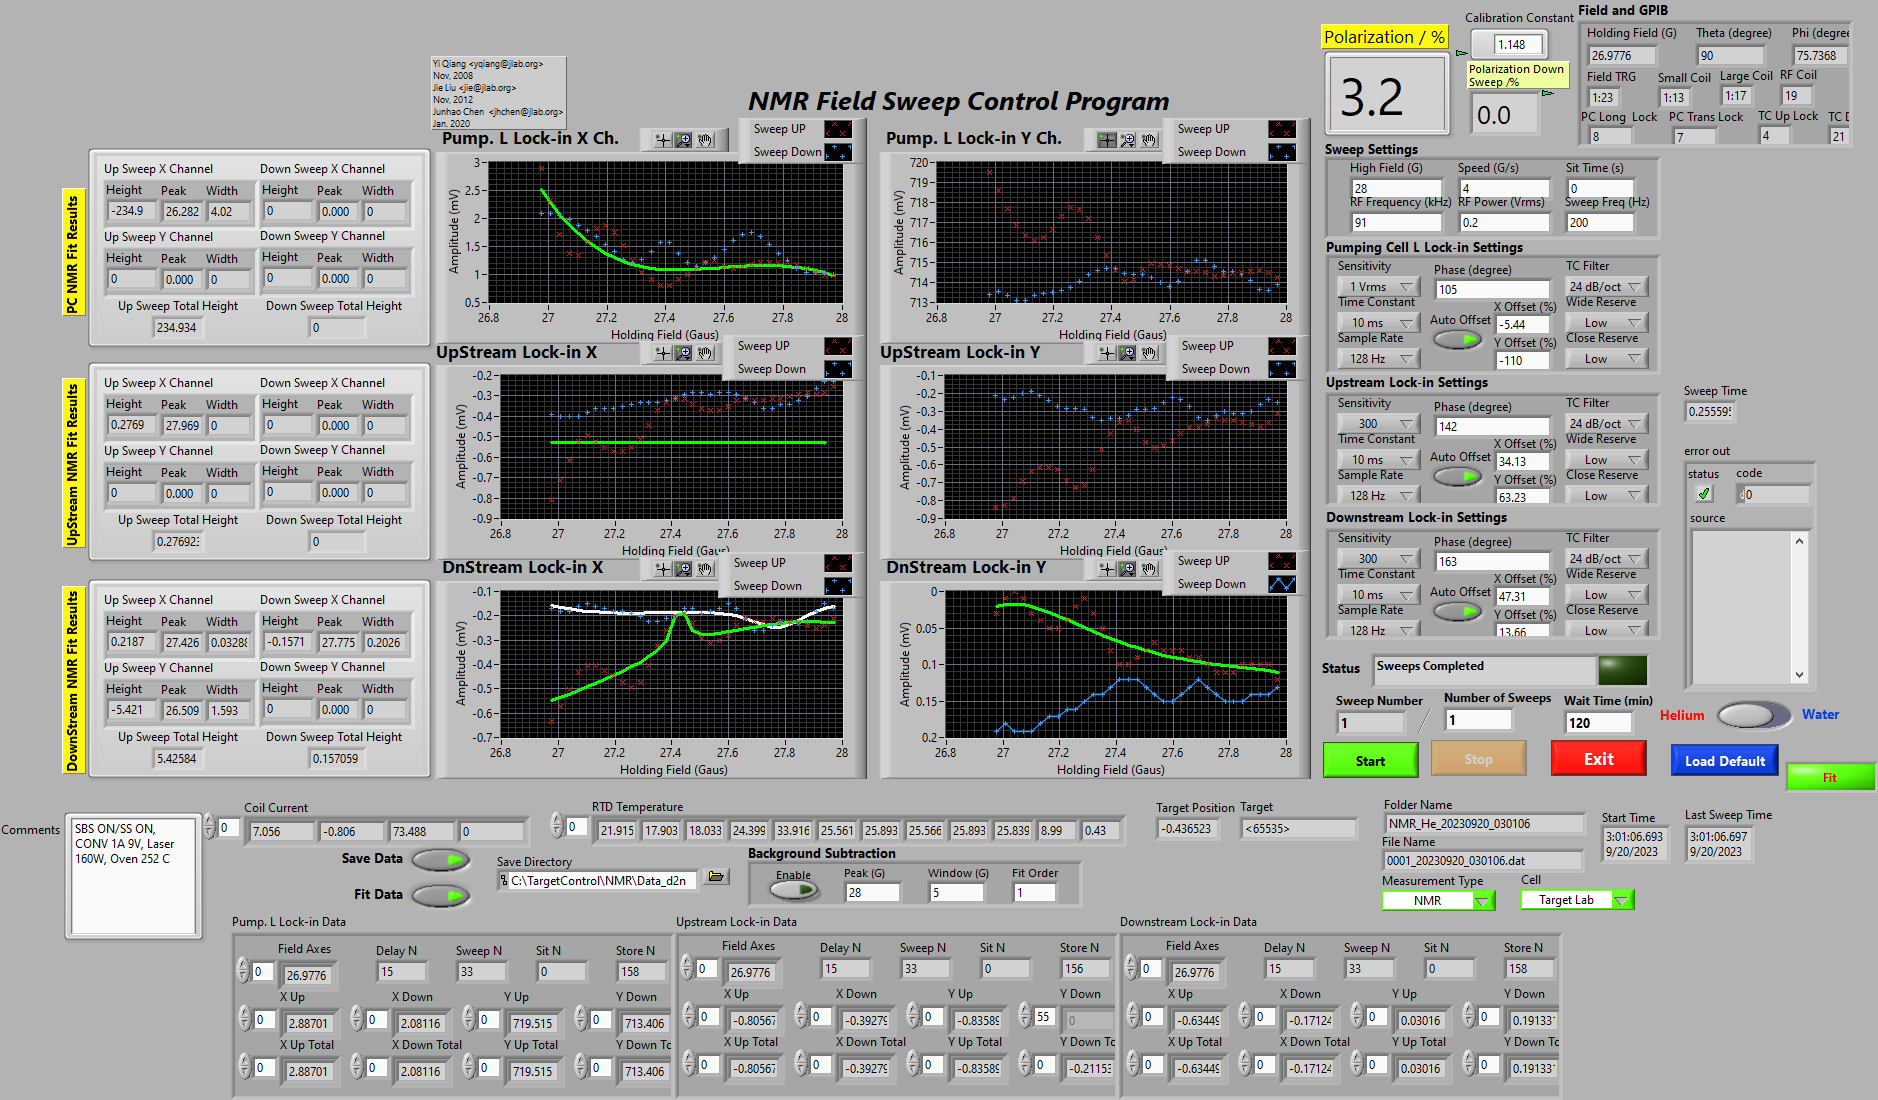 Yi Qiang <yqiang@jlab.org>
Nov, 2008
Jie Liu <jie@jlab.org>
Nov, 2012
Junhao Chen <jhchen@jlab.org>
Jan. 2020
NMR Field Sweep Control Program
Polarization / %
3.2
Calibration Constant
1.148
Polarization Down
Sweep /%
0.0
Field and GPIB
Holding Field (G) Theta (degree) Phi (degree
26.9776 90 75.7368
Field TRG Small Coil Large Coil RF Coil
1:23 1:13 1:17 19
PC Long Lock PC Trans Lock TC Up Lock TC D
8 7 4 21
PC NMR Fit Results
Up Sweep X Channel Down Sweep X Channel
Height Peak Width Height Peak Width
-234.9 26.282 4.02 0 0.000 0
Up Sweep Y Channel Down Sweep Y Channel
Height Peak Width Height Peak Width
0 0.000 0 0 0.000 0
Up Sweep Total Height Down Sweep Total Height
234.934 0
UpStream NMR Fit Results
Up Sweep X Channel Down Sweep X Channel
Height Peak Width Height Peak Width
0.2769 27.969 0 0 0.000 0
Up Sweep Y Channel Down Sweep Y Channel
Height Peak Width Height Peak Width
0 0.000 0 0 0.000 0
Up Sweep Total Height Down Sweep Total Height
0.27692 0
DownStream NMR Fit Results
Up Sweep X Channel Down Sweep X Channel
Height Peak Width Height Peak Width
0.2187 27.426 0.0328 -0.1571 27.775 0.2026
Up Sweep Y Channel Down Sweep Y Channel
Height Peak Width Height Peak Width
-5.421 26.509 1.593 0 0.000 0
Up Sweep Total Height Down Sweep Total Height
5.42584 0.157059
Pump. L Lock-in X Ch.
Sweep UP
Sweep Down
Amplitude (mV)
3
2.5
2
1.5
1
0.5
26.8 27 27.2 27.4 27.6 27.8 28
Holding Field (Gaus)
Pump. L Lock-in Y Ch.
Sweep UP
Sweep Down
Amplitude (mV)
720
719
718
717
716
715
714
713
26.8 27 27.2 27.4 27.6 27.8 28
Holding Field (Gaus)
UpStream Lock-in X
Sweep UP
Sweep Down
Amplitude (mV)
-0.2
-0.3
-0.4
-0.5
-0.6
-0.7
-0.8
-0.9
26.8 27 27.2 27.4 27.6 27.8 28
Holding Field (Gaus)
UpStream Lock-in Y
Sweep UP
Sweep Down
Amplitude (mV)
-0.1
-0.2
-0.3
-0.4
-0.5
-0.6
-0.7
-0.8
-0.9
26.8 27 27.2 27.4 27.6 27.8 28
Holding Field (Gaus)
DnStream Lock-in X
Sweep UP
Sweep Down
Amplitude (mV)
-0.1
-0.2
-0.3
-0.4
-0.5
-0.6
-0.7
26.8 27 27.2 27.4 27.6 27.8 28
Holding Field (Gaus)
DnStream Lock-in Y
Sweep UP
Sweep Down
Amplitude (mV)
0
0.05
0.1
0.15
0.2
26.8 27 27.2 27.4 27.6 27.8 28
Holding Field (Gaus)
Sweep Settings
High Field (G) Speed (G/s) Sit Time (s)
28 4 0
RF Frequency (kHz) RF Power (Vrms) Sweep Freq (Hz)
91 0.2 200
Pumping Cell L Lock-in Settings
Sensitivity Phase (degree) TC Filter
1 Vrms 105 24 dB/oct
Time Constant X Offset (%) Wide Reserve
10 ms Auto Offset -5.44 Low
Sample Rate Y Offset (%) Close Reserve
128 Hz -110 Low
Upstream Lock-in Settings
Sensitivity Phase (degree) TC Filter
300 142 24 dB/oct
Time Constant X Offset (%) Wide Reserve
10 ms Auto Offset 34.13 Low
Sample Rate Y Offset (%) Close Reserve
128 Hz 63.23 Low
Downstream Lock-in Settings
Sensitivity Phase (degree) TC Filter
300 163 24 dB/oct
Time Constant X Offset (%) Wide Reserve
10 ms Auto Offset 47.31 Low
Sample Rate Y Offset (%) Close Reserve
128 Hz 13.66 Low
Sweep Time
0.25559
error out
status code
0
source
Status Sweeps Completed
Sweep Number Number of Sweeps Wait Time (min)
1 / 1 120
Helium Water
Start Stop Exit Load Default Fit
Comments
SBS ON/SS ON,
CONV 1A 9V, Laser
160W, Oven 252 C
Coil Current
0 7.056 -0.806 73.488 0
RTD Temperature
0 21.915 17.903 18.033 24.399 33.916 25.561 25.893 25.566 25.893 25.839 8.99 0.43
Target Position Target
-0.436523 <65535>
Folder Name
NMR_He_20230920_030106
File Name
0001_20230920_030106.dat
Start Time Last Sweep Time
3:01:06.693 3:01:06.697
9/20/2023 9/20/2023
Save Data
Fit Data
Save Directory
C:\TargetControl\NMR\Data_d2n
Background Subtraction
Enable Peak (G) Window (G) Fit Order
28 5 1
Measurement Type Cell
NMR Target Lab
Pump. L Lock-in Data
Field Axes Delay N Sweep N Sit N Store N
0 26.9776 15 33 0 158
X Up X Down Y Up Y Down
0 2.88701 0 2.08116 0 719.515 0 713.406
X Up Total X Down Total Y Up Total Y Down To
0 2.88701 0 2.08116 0 719.515 0 713.406
Upstream Lock-in Data
Field Axes Delay N Sweep N Sit N Store N
0 26.9776 15 33 0 156
X Up X Down Y Up Y Down
0 -0.80567 0 -0.39279 0 -0.83589 55 0
X Up Total X Down Total Y Up Total Y Down Tc
0 -0.80567 0 -0.39279 0 -0.83589 0 -0.21153
Downstream Lock-in Data
Field Axes Delay N Sweep N Sit N Store N
0 26.9776 15 33 0 158
X Up X Down Y Up Y Down
0 -0.63449 0 -0.17124 0 0.03016 0 0.19133
X Up Total X Down Total Y Up Total Y Down Tc
0 -0.63449 0 -0.17124 0 0.03016 0 0.19133